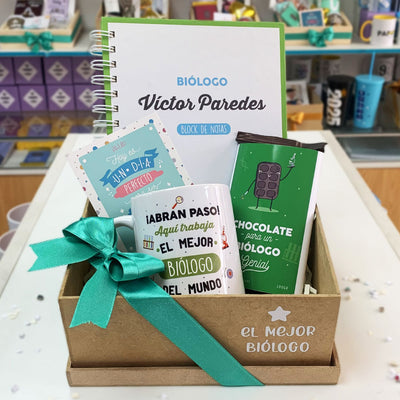 BIÓLOGO
Víctor Paredes
BLOCK DE NOTAS
Hoy es
UN DIA
PERFECTO
¡ABRAN PASO!
Aquí trabaja
EL MEJOR
BIÓLOGO
DEL MUNDO
CHOCOLATE
para un
BIÓLOGO
Genial
EL MEJOR
BIÓLOGO